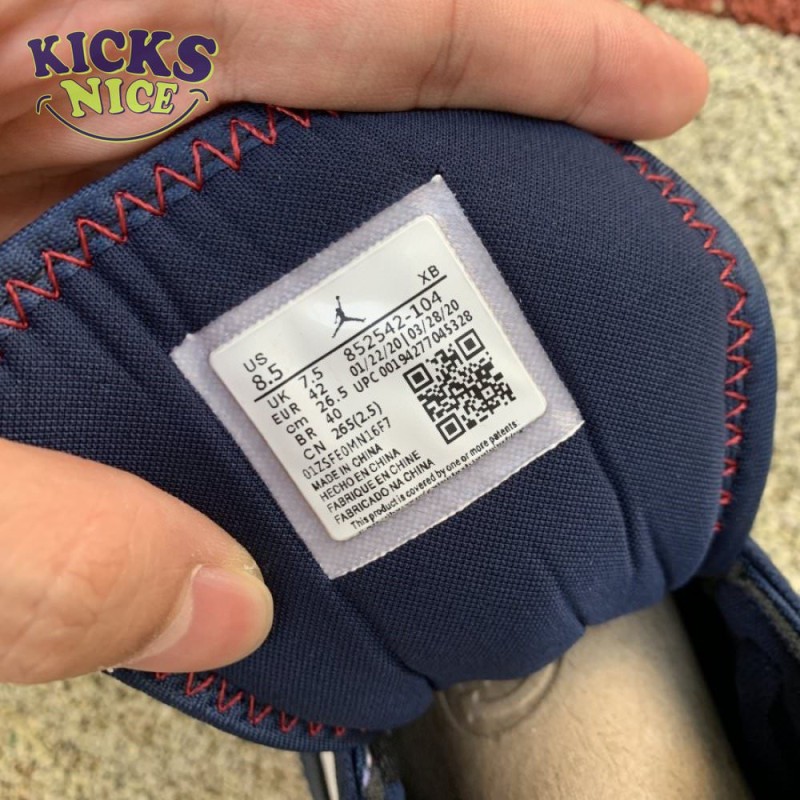 KICKS
NICE
XB
US
8.5
852542-104
UK 7.5
01/22/20|03/28/20
EUR 42
UPC 00194277045328
cm 26.5
BR 40
CN 265(2.5)
01ZSFE0MN16F7
MADE IN CHINA
HECHO EN CHINA
FABRIQUE EN CHINE
FABRICADO NA CHINA
This product is covered by one or more patents